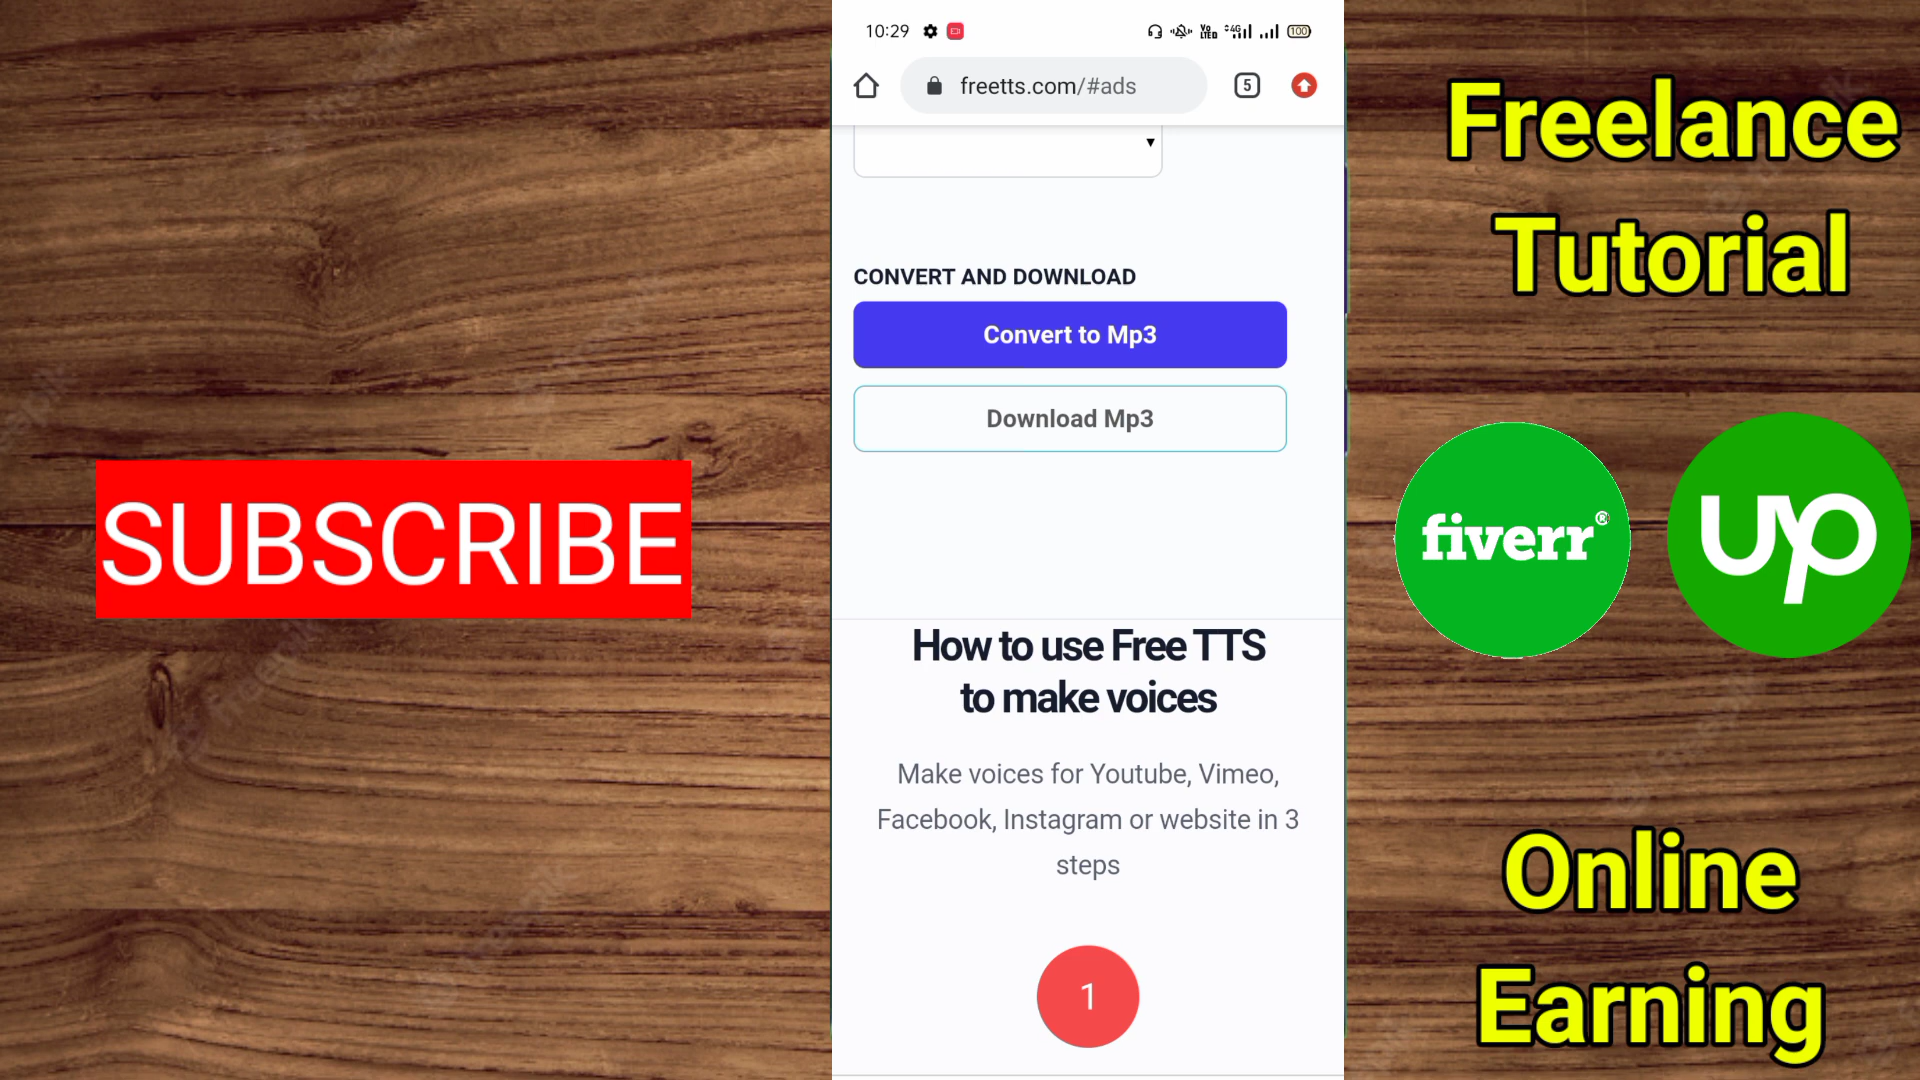 SUBSCRIBE
10:29
100
freetts.com/#ads
5
CONVERT AND DOWNLOAD
Convert to Mp3
Download Mp3
How to use Free TTS
to make voices
Make voices for Youtube, Vimeo,
Facebook, Instagram or website in 3
steps
1
Freelance
Tutorial
fiverr®
up
Online
Earning